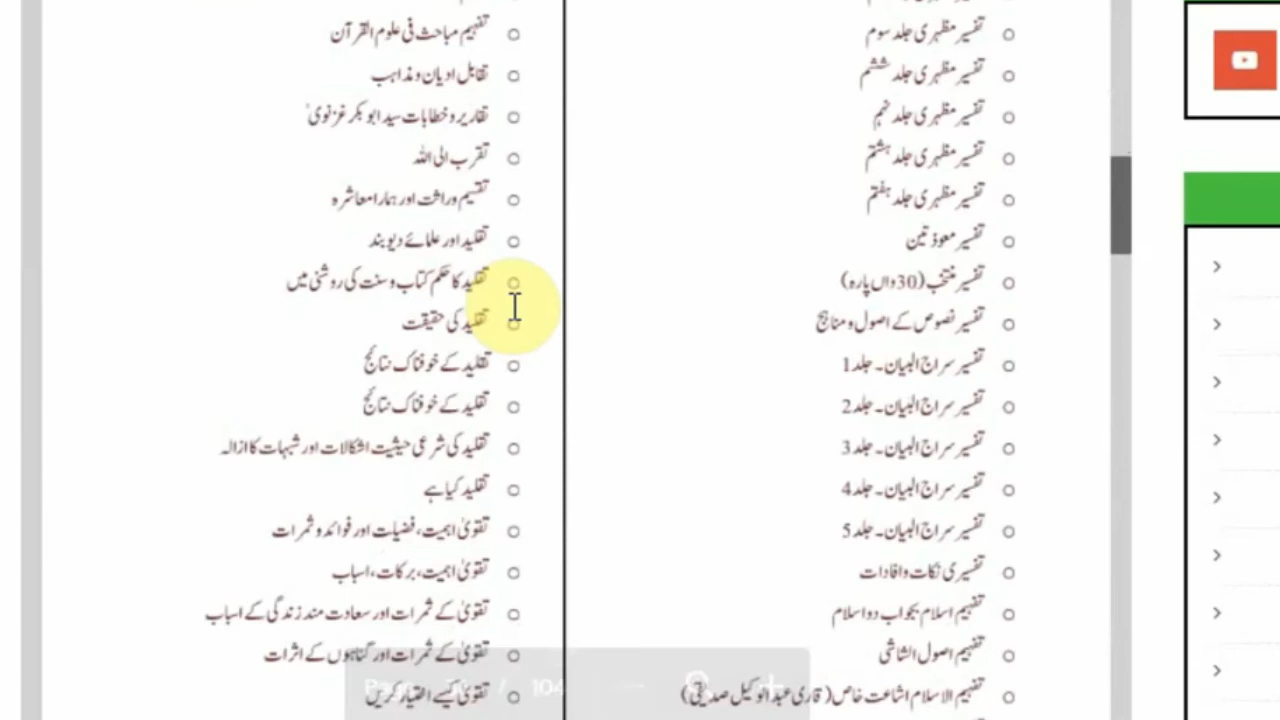 تفسیر مظہری جلد سوم
تفسیر مظہری جلد ششم
تفسیر مظہری جلد نہم
تفسیر مظہری جلد ہشتم
تفسیر مظہری جلد ہفتم
تفسیر معوذتین
تفسیر منتخب (30 واں پارہ)
تفسیر نصوص کے اصول و مناہج
تفسیر سراج البیان۔ جلد 1
تفسیر سراج البیان۔ جلد 2
تفسیر سراج البیان۔ جلد 3
تفسیر سراج البیان۔ جلد 4
تفسیر سراج البیان۔ جلد 5
تفسیری نکات وافادات
تفہیم اسلام بجواب دو اسلام
تفہیم اصول الشاشی
تفہیم الاسلام اشاعت خاص (قاری عبدالوکیل صدیقی)
تفہیم مباحث فی علوم القرآن
تقابل ادیان و مذاہب
تقاریر و خطابات سید ابو بکر غزنوی
تقرب الی اللہ
تقسیم وراثت اور ہمارا معاشرہ
تقلید اور علمائے دیوبند
تقلید کا حکم کتاب و سنت کی روشنی میں
تقلید کی حقیقت
تقلید کے خوفناک نتائج
تقلید کے خوفناک نتائج
تقلید کی شرعی حیثیت اشکالات اور شبہات کا ازالہ
تقلید کیا ہے
تقویٰ اہمیت، فضیلت اور فوائد و ثمرات
تقویٰ اہمیت، برکات، اسباب
تقویٰ کے ثمرات اور سعادت مند زندگی کے اسباب
تقویٰ کے ثمرات اور گناہوں کے اثرات
تقویٰ کیسے اختیار کریں
Page / 104